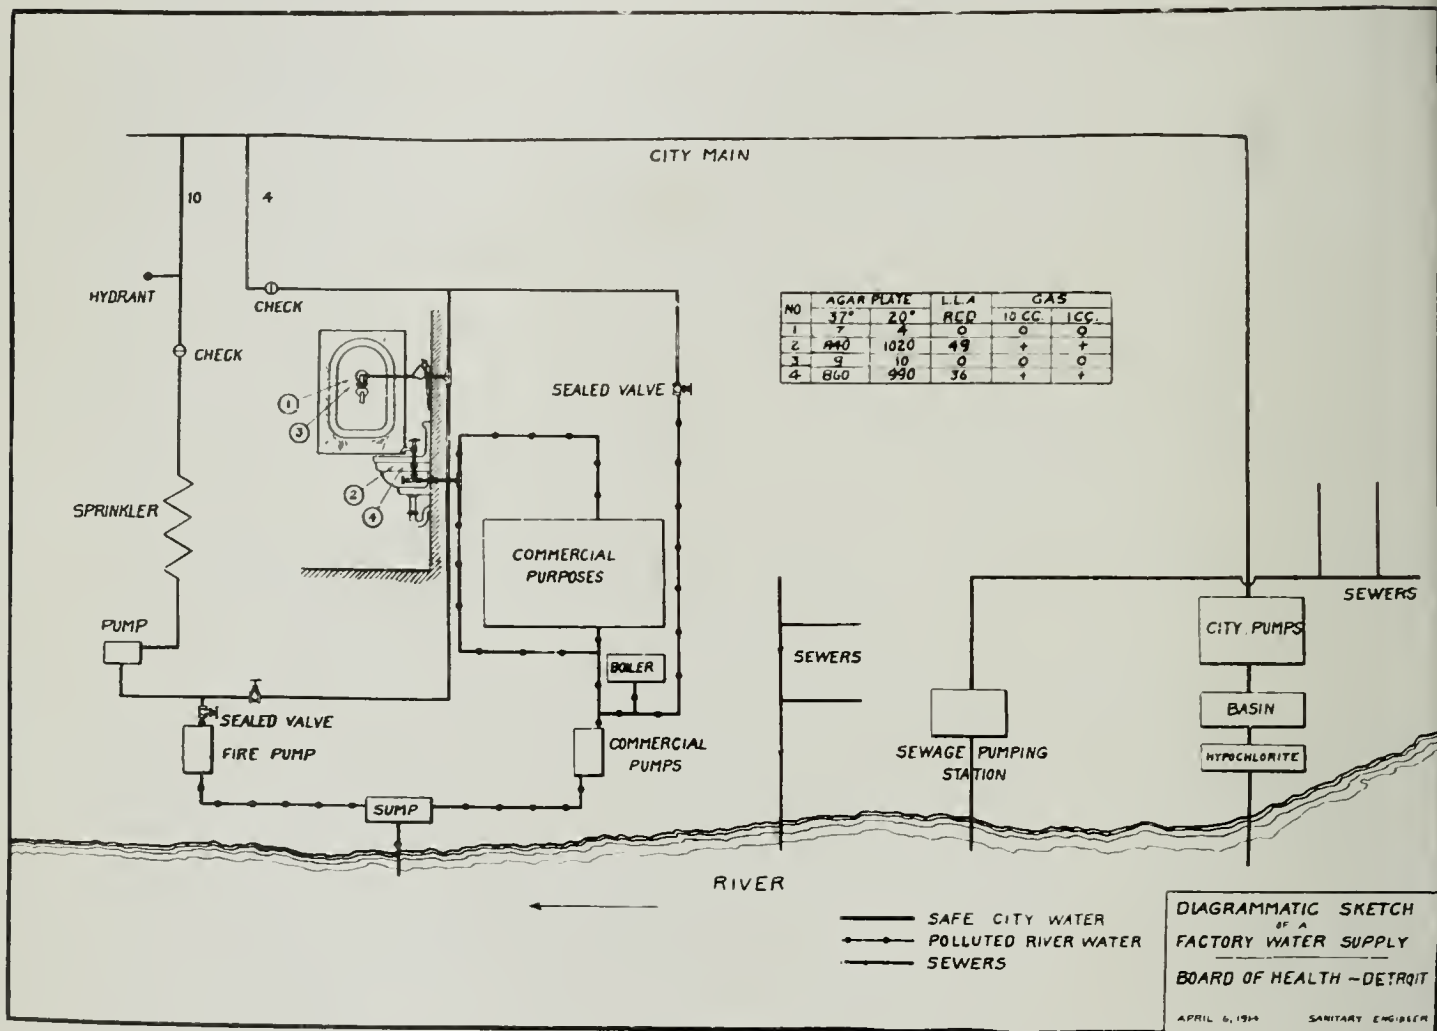 CITY MAIN
10
4
HYDRANT
CHECK
CHECK
NO AGAR PLATE L.L.A GAS
37° 20° RED 10 CC. 1 CC.
1 7 4 0 0 0
2 1020 49 + +
3 9 10 0 0 0
4 860 990 36 + +
SEALED VALVE
1
3
2
4
SPRINKLER
COMMERCIAL
PURPOSES
PUMP
BOILER
SEWERS
CITY PUMPS
SEWERS
SEALED VALVE
FIRE PUMP
COMMERCIAL
PUMPS
SEWAGE PUMPING
STATION
BASIN
HYPOCHLORITE
SUMP
RIVER
SAFE CITY WATER
POLLUTED RIVER WATER
SEWERS
DIAGRAMMATIC SKETCH
OF A
FACTORY WATER SUPPLY
BOARD OF HEALTH - DETROIT
APRIL 6, SANITARY ENGINEER